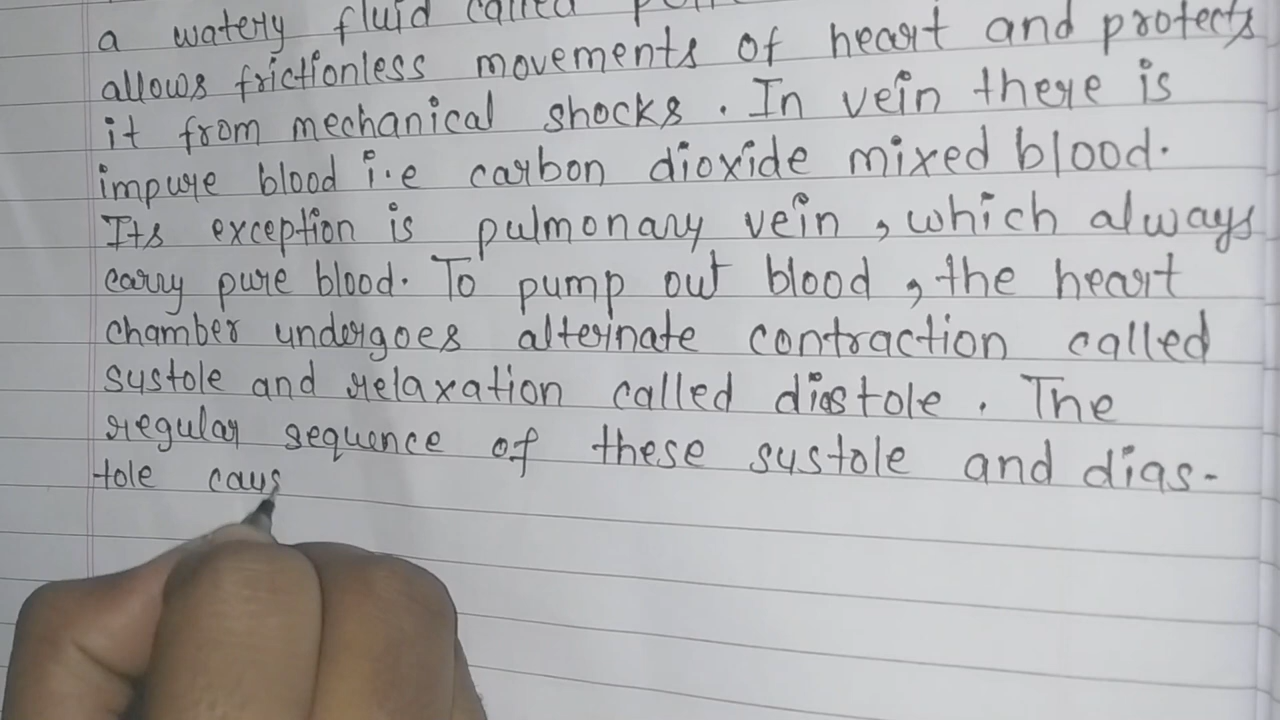 a watery fluid called
allows frictionless movements of heart and protects
it from mechanical shocks. In vein there is
impure blood i.e carbon dioxide mixed blood.
Its exception is pulmonary vein, which always
carry pure blood. To pump out blood, the heart
chamber undergoes alternate contraction called
systole and relaxation called diastole. The
regular sequence of these systole and dias-
tole caus